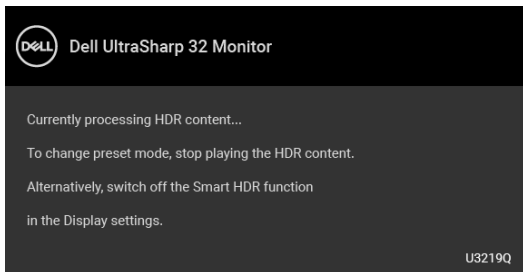 DELL
Dell UltraSharp 32 Monitor
Currently processing HDR content...
To change preset mode, stop playing the HDR content.
Alternatively, switch off the Smart HDR function
in the Display settings.
U3219Q